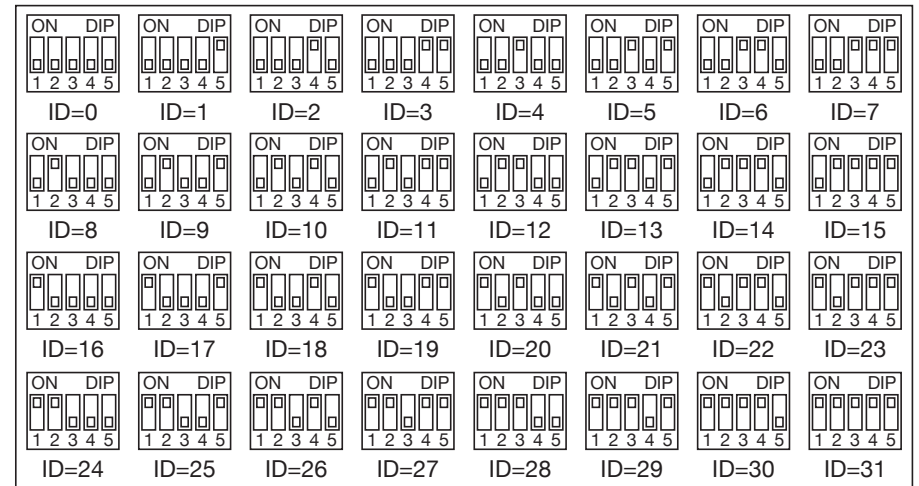 ON DIP ON DIP ON DIP ON DIP ON DIP ON DIP ON DIP ON DIP
1 2 3 4 5 1 2 3 4 5 1 2 3 4 5 1 2 3 4 5 1 2 3 4 5 1 2 3 4 5 1 2 3 4 5 1 2 3 4 5
ID=0 ID=1 ID=2 ID=3 ID=4 ID=5 ID=6 ID=7
ON DIP ON DIP ON DIP ON DIP ON DIP ON DIP ON DIP ON DIP
1 2 3 4 5 1 2 3 4 5 1 2 3 4 5 1 2 3 4 5 1 2 3 4 5 1 2 3 4 5 1 2 3 4 5 1 2 3 4 5
ID=8 ID=9 ID=10 ID=11 ID=12 ID=13 ID=14 ID=15
ON DIP ON DIP ON DIP ON DIP ON DIP ON DIP ON DIP ON DIP
1 2 3 4 5 1 2 3 4 5 1 2 3 4 5 1 2 3 4 5 1 2 3 4 5 1 2 3 4 5 1 2 3 4 5 1 2 3 4 5
ID=16 ID=17 ID=18 ID=19 ID=20 ID=21 ID=22 ID=23
ON DIP ON DIP ON DIP ON DIP ON DIP ON DIP ON DIP ON DIP
1 2 3 4 5 1 2 3 4 5 1 2 3 4 5 1 2 3 4 5 1 2 3 4 5 1 2 3 4 5 1 2 3 4 5 1 2 3 4 5
ID=24 ID=25 ID=26 ID=27 ID=28 ID=29 ID=30 ID=31